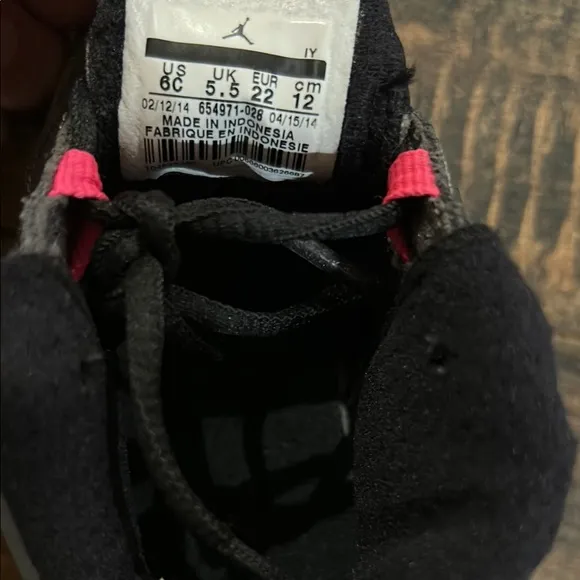 IY
US UK EUR cm
6C 5.5 22 12
02/12/14 654971-028 04/15/14
MADE IN INDONESIA
FABRIQUE EN INDONESIE